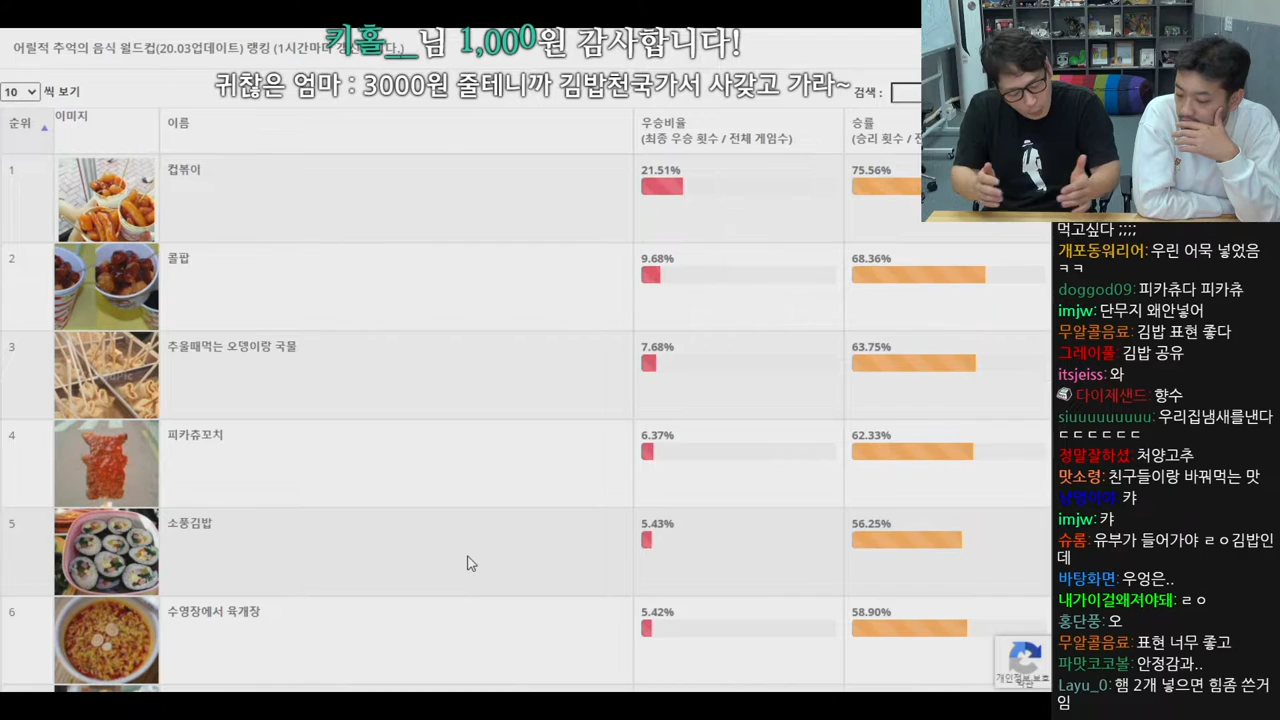 키홀__님 1,000원 감사합니다!
귀찮은 엄마 : 3000원 줄테니까 김밥천국가서 사갖고 가라~
어릴적 추억의 음식 월드컵(20.03업데이트) 랭킹 (1시간마다
10 씩 보기
검색 :
순위 이미지 이름 우승비율 승률
(최종 우승 횟수 / 전체 게임수) (승리 횟수 / 전
1 컵볶이 21.51% 75.56%
2 콜팝 9.68% 68.36%
3 추울때먹는 오뎅이랑 국물 7.68% 63.75%
4 피카츄꼬치 6.37% 62.33%
5 소풍김밥 5.43% 56.25%
6 수영장에서 육개장 5.42% 58.90%
개인정보 보호
약관
먹고싶다 ;;;;
개포동워리어: 우린 어묵 넣었음
ㅋㅋ
doggod09: 피카츄다 피카츄
imjw: 단무지 왜안넣어
무알콜음료: 김밥 표현 좋다
그레이풀: 김밥 공유
itsjeiss: 와
다이제샌드: 향수
siuuuuuuuuu: 우리집냄새를낸다
ㄷㄷㄷㄷㄷㄷ
정말잘하셨: 처양고추
맛소령: 친구들이랑 바꿔먹는 맛
캬
imjw: 캬
슈롬: 유부가 들어가야 ㄹㅇ김밥인
데
바탕화면: 우엉은..
내가이걸왜져야돼: ㄹㅇ
홍단풍: 오
무알콜음료: 표현 너무 좋고
파맛코코볼: 안정감과..
Layu_0: 햄 2개 넣으면 힘좀 쓴거
임